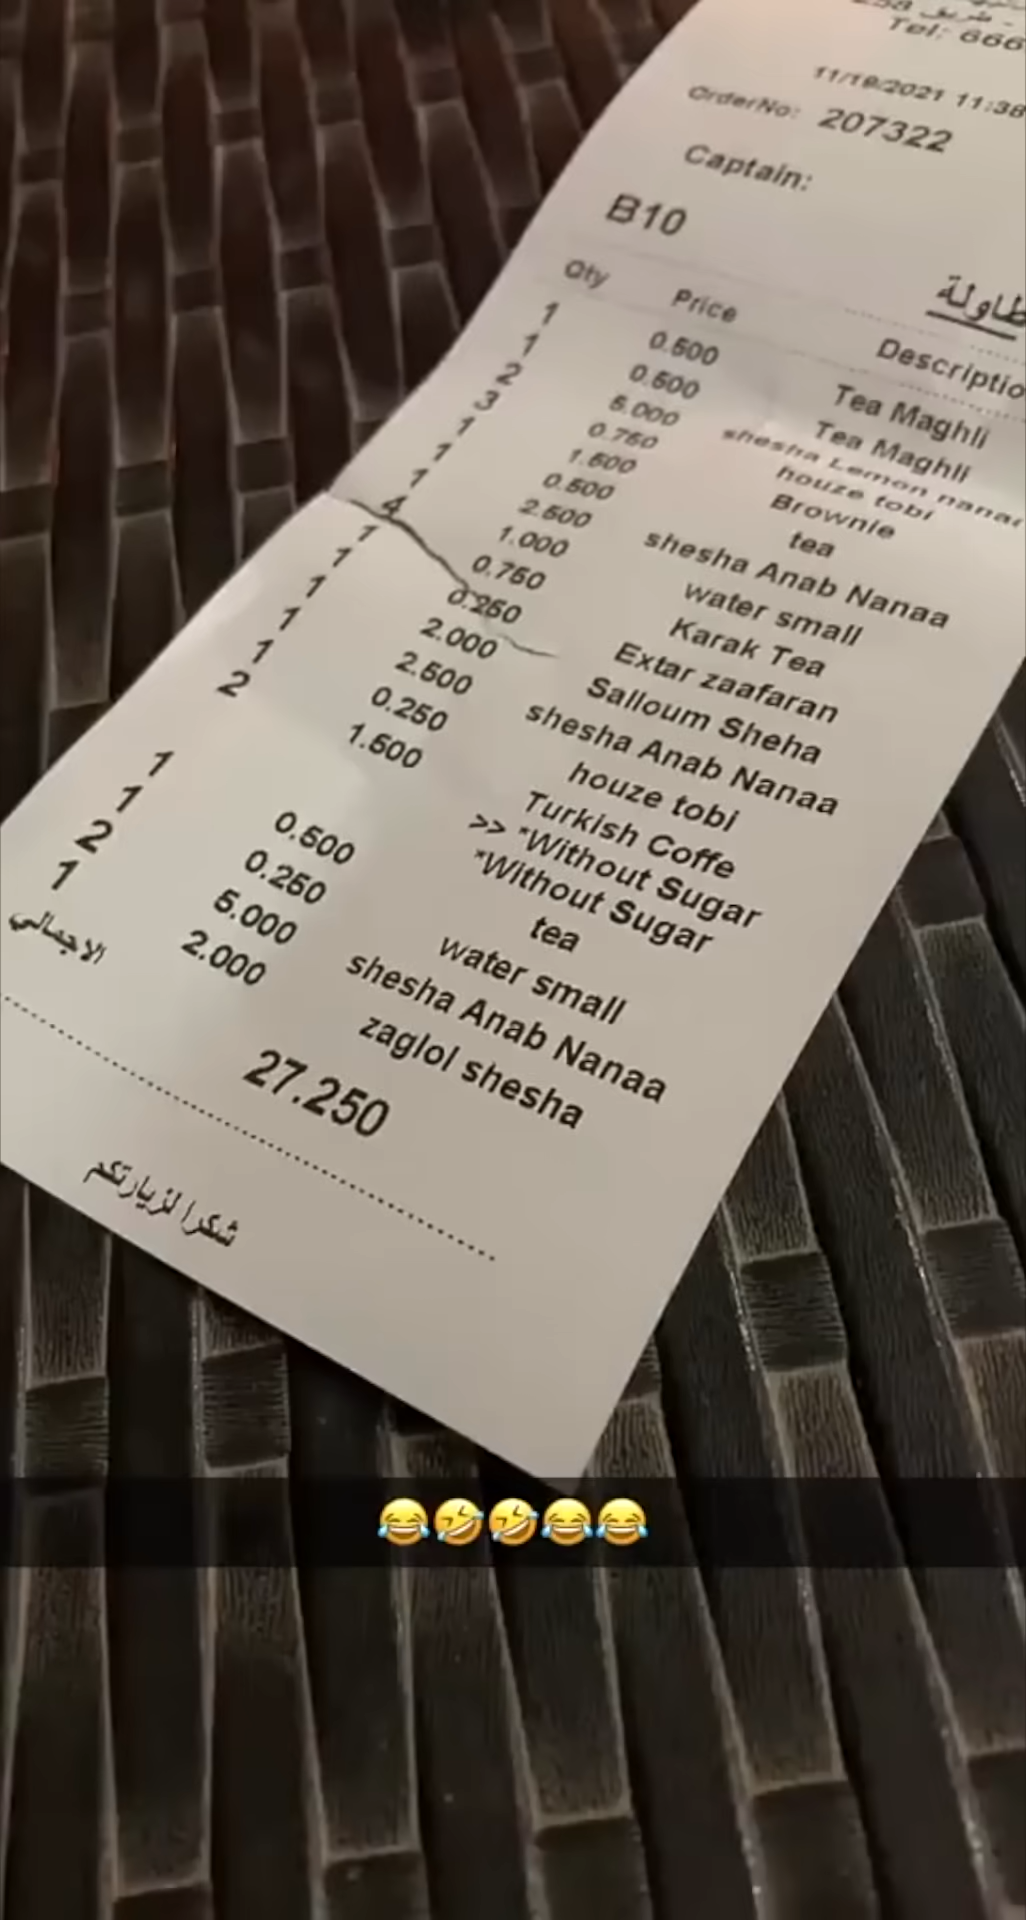 طريق 258
Tel: 666
11/19/2021 11:38
OrderNo: 207322
Captain:
B10 طاولة
Qty Price Descriptio
1 0.500 Tea Maghli
1 0.500 Tea Maghli
2 5.000 shesha Lemon nanaa
3 0.750 houze tobi
1 1.500 Brownie
1 0.500 tea
1 2.500 shesha Anab Nanaa
4 1.000 water small
1 0.750 Karak Tea
1 0.250 Extar zaafaran
1 2.000 Salloum Sheha
1 2.500 shesha Anab Nanaa
1 0.250 houze tobi
2 1.500 Turkish Coffe
>> *Without Sugar
*Without Sugar
1 0.500 tea
1 0.250 water small
2 5.000 shesha Anab Nanaa
1 2.000 zaglol shesha
الاجمالي 27.250
شكرا لزيارتكم
😂🤣🤣😂😂